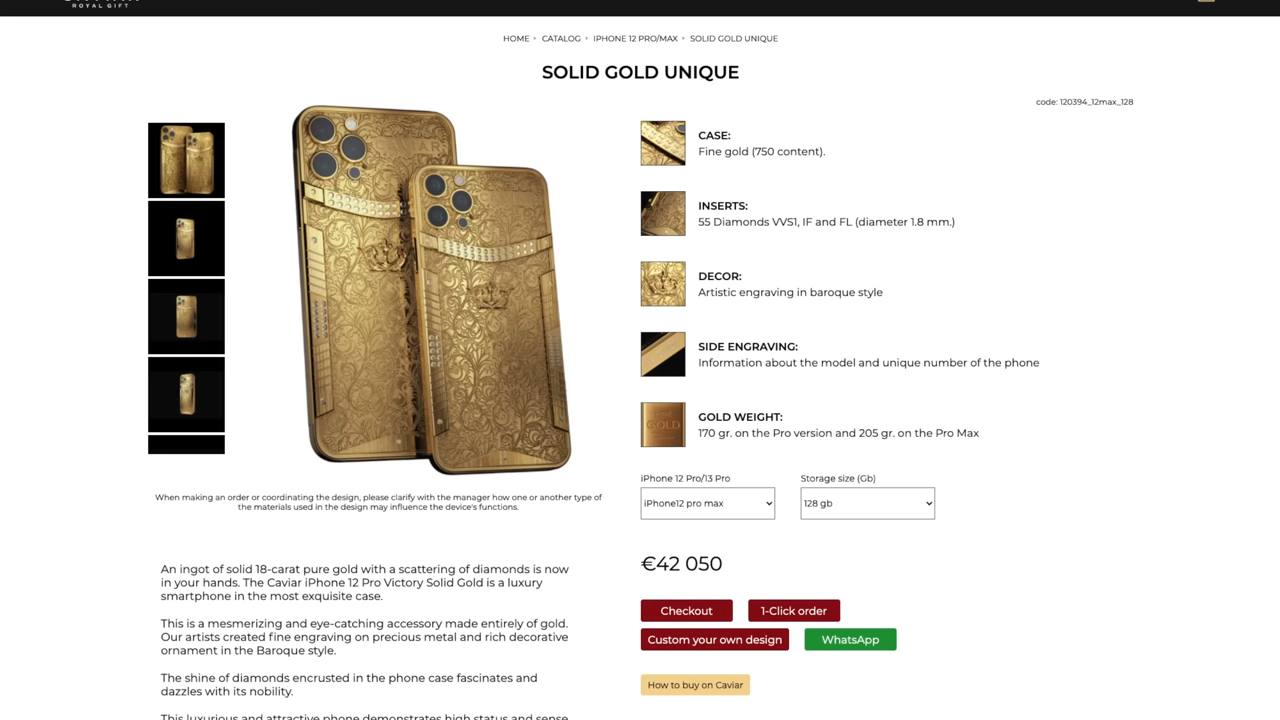 ROYAL GIFT
HOME
CATALOG
IPHONE 12 PRO/MAX
SOLID GOLD UNIQUE
SOLID GOLD UNIQUE
code: 120394_12max_128
CASE:
Fine gold (750 content).
INSERTS:
55 Diamonds VVS1, IF and FL (diameter 1.8 mm.)
DECOR:
Artistic engraving in baroque style
SIDE ENGRAVING:
Information about the model and unique number of the phone
GOLD
GOLD WEIGHT:
170 gr. on the Pro version and 205 gr. on the Pro Max
iPhone 12 Pro/13 Pro
Storage size (Gb)
iPhone12 pro max
128 gb
€42 050
Checkout
1-Click order
Custom your own design
WhatsApp
How to buy on Caviar
When making an order or coordinating the design, please clarify with the manager how one or another type of
the materials used in the design may influence the device's functions.
An ingot of solid 18-carat pure gold with a scattering of diamonds is now
in your hands. The Caviar iPhone 12 Pro Victory Solid Gold is a luxury
smartphone in the most exquisite case.
This is a mesmerizing and eye-catching accessory made entirely of gold.
Our artists created fine engraving on precious metal and rich decorative
ornament in the Baroque style.
The shine of diamonds encrusted in the phone case fascinates and
dazzles with its nobility.
This luxurious and attractive phone demonstrates high status and sense